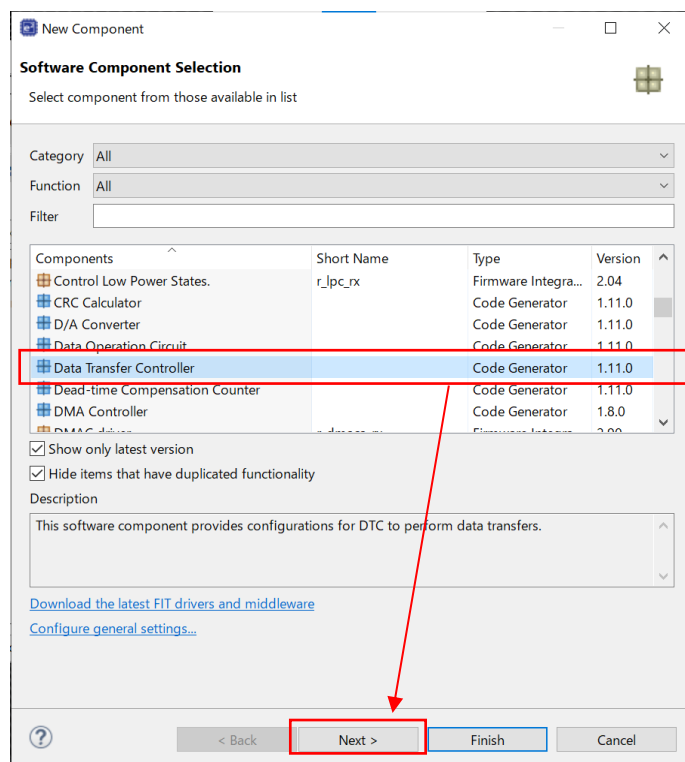 New Component
Software Component Selection
Select component from those available in list
Category All
Function All
Filter
Components Short Name Type Version
Control Low Power States. r_lpc_rx Firmware Integra... 2.04
CRC Calculator Code Generator 1.11.0
D/A Converter Code Generator 1.11.0
Data Operation Circuit Code Generator 1.11.0
Data Transfer Controller Code Generator 1.11.0
Dead-time Compensation Counter Code Generator 1.11.0
DMA Controller Code Generator 1.8.0
Show only latest version
Hide items that have duplicated functionality
Description
This software component provides configurations for DTC to perform data transfers.
Download the latest FIT drivers and middleware
Configure general settings...
? < Back Next > Finish Cancel